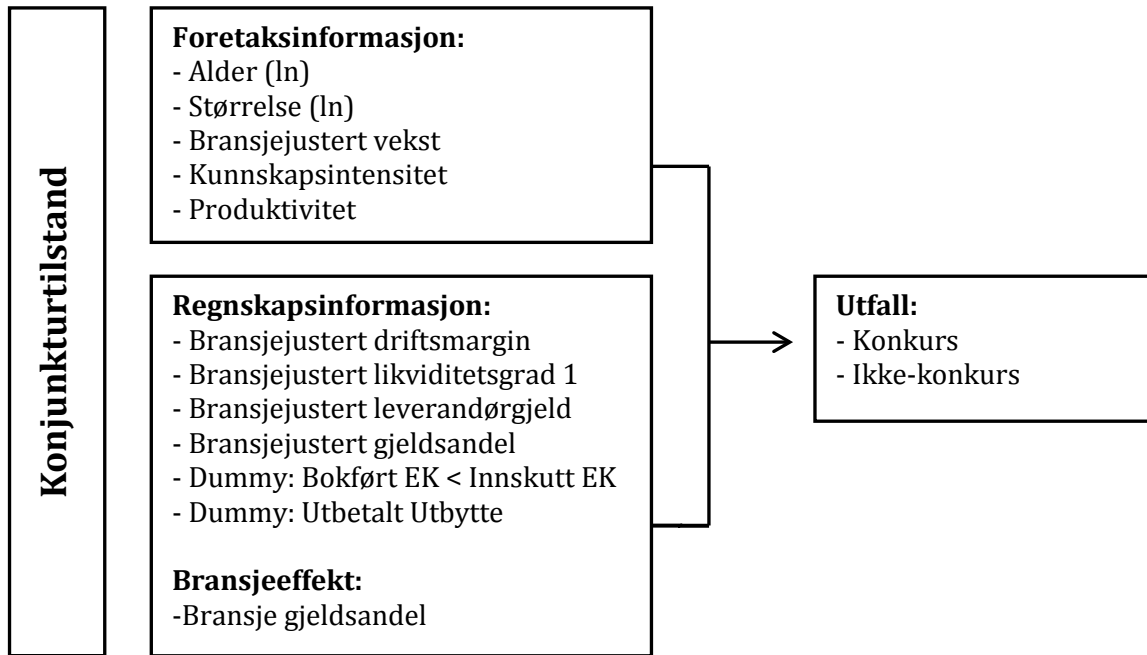 Konjunkturtilstand
Foretaksinformasjon:
- Alder (ln)
- Størrelse (ln)
- Bransjejustert vekst
- Kunnskapsintensitet
- Produktivitet
Regnskapsinformasjon:
- Bransjejustert driftsmargin
- Bransjejustert likviditetsgrad 1
- Bransjejustert leverandørgjeld
- Bransjejustert gjeldsandel
- Dummy: Bokført EK < Innskutt EK
- Dummy: Utbetalt Utbytte
Bransjeeffekt:
-Bransje gjeldsandel
Utfall:
- Konkurs
- Ikke-konkurs